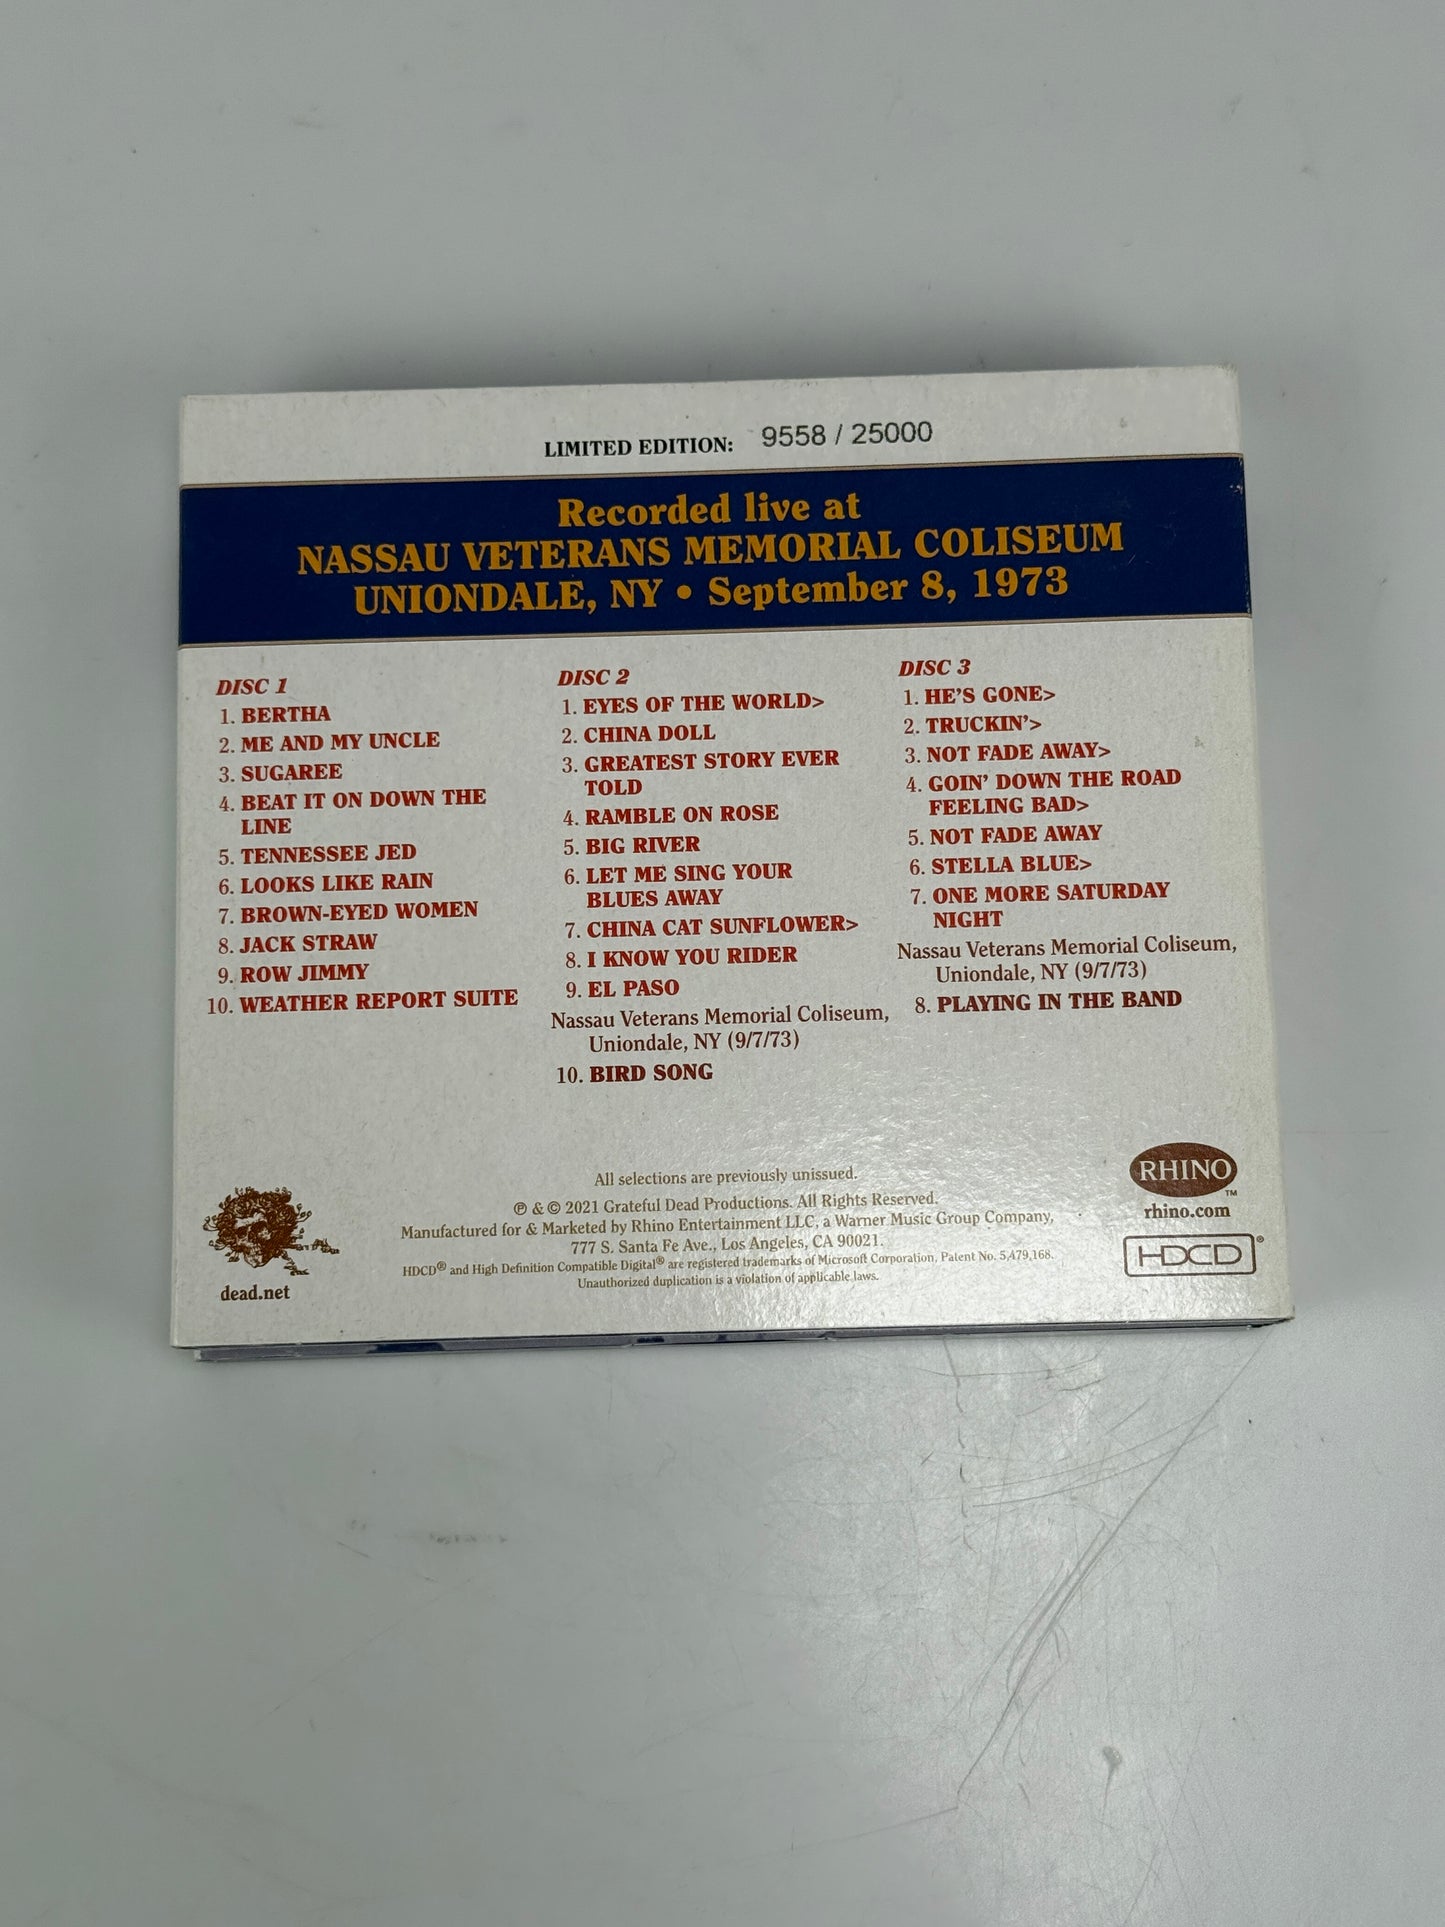 LIMITED EDITION: 9558 / 25000
Recorded live at
NASSAU VETERANS MEMORIAL COLISEUM
UNIONDALE, NY • September 8, 1973
DISC 1
1. BERTHA
2. ME AND MY UNCLE
3. SUGAREE
4. BEAT IT ON DOWN THE
LINE
5. TENNESSEE JED
6. LOOKS LIKE RAIN
7. BROWN-EYED WOMEN
8. JACK STRAW
9. ROW JIMMY
10. WEATHER REPORT SUITE
DISC 2
1. EYES OF THE WORLD>
2. CHINA DOLL
3. GREATEST STORY EVER
TOLD
4. RAMBLE ON ROSE
5. BIG RIVER
6. LET ME SING YOUR
BLUES AWAY
7. CHINA CAT SUNFLOWER>
8. I KNOW YOU RIDER
9. EL PASO
Nassau Veterans Memorial Coliseum,
Uniondale, NY (9/7/73)
10. BIRD SONG
DISC 3
1. HE'S GONE>
2. TRUCKIN'>
3. NOT FADE AWAY>
4. GOIN' DOWN THE ROAD
FEELING BAD>
5. NOT FADE AWAY
6. STELLA BLUE>
7. ONE MORE SATURDAY
NIGHT
Nassau Veterans Memorial Coliseum,
Uniondale, NY (9/7/73)
8. PLAYING IN THE BAND
All selections are previously unissued.
℗ & © 2021 Grateful Dead Productions. All Rights Reserved.
Manufactured for & Marketed by Rhino Entertainment LLC, a Warner Music Group Company,
777 S. Santa Fe Ave., Los Angeles, CA 90021.
HDCD® and High Definition Compatible Digital® are registered trademarks of Microsoft Corporation, Patent No. 5,479,168.
Unauthorized duplication is a violation of applicable laws.
dead.net
RHINO™
rhino.com
HDCD®